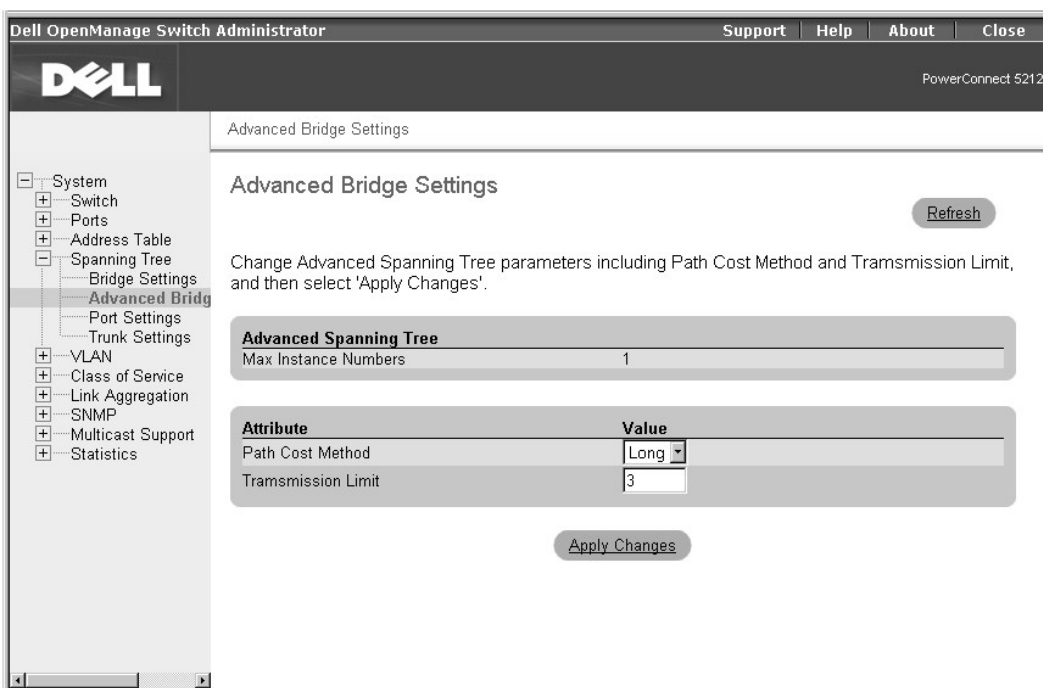 Dell OpenManage Switch Administrator
Support
Help
About
Close
DELL
PowerConnect 5212
Advanced Bridge Settings
System
Switch
Ports
Address Table
Spanning Tree
Bridge Settings
Advanced Bridg
Port Settings
Trunk Settings
VLAN
Class of Service
Link Aggregation
SNMP
Multicast Support
Statistics
Advanced Bridge Settings
Refresh
Change Advanced Spanning Tree parameters including Path Cost Method and Tramsmission Limit,
and then select 'Apply Changes'.
Advanced Spanning Tree
Max Instance Numbers 1
Attribute Value
Path Cost Method Long
Tramsmission Limit 3
Apply Changes